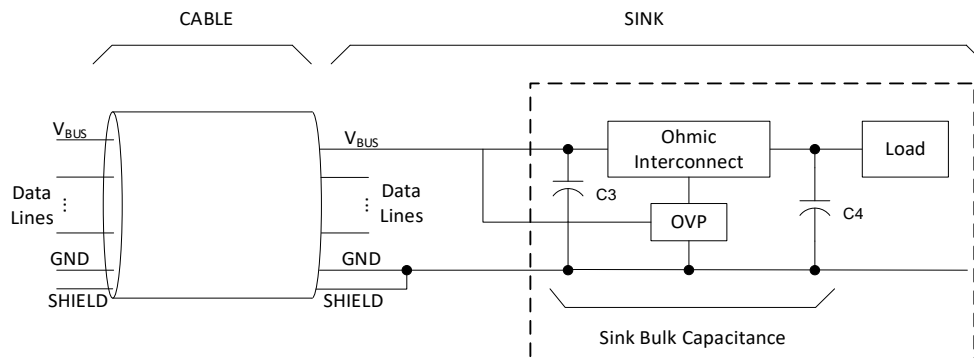 CABLE
SINK
VBUS
VBUS
Ohmic
Interconnect
Load
C3
Data
Lines
⋮
⋮
Data
Lines
OVP
C4
GND
GND
SHIELD
SHIELD
Sink Bulk Capacitance